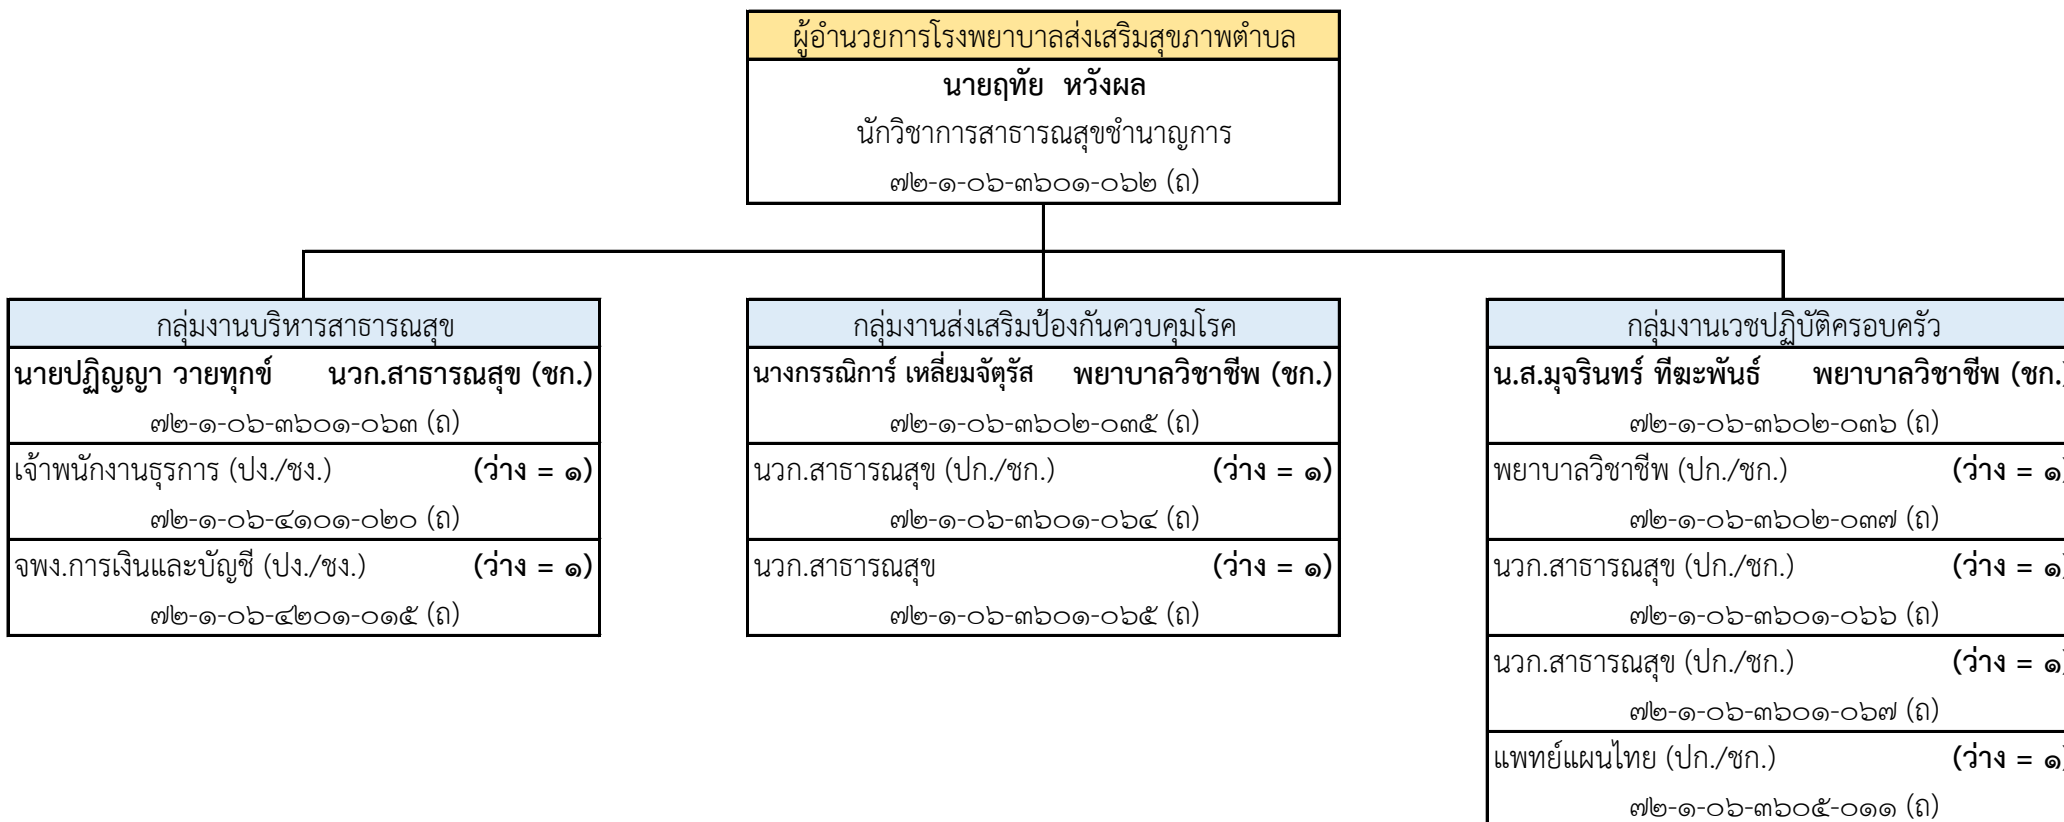 ผู้อำนวยการโรงพยาบาลส่งเสริมสุขภาพตำบล
นายฤทัย หวังผล
นักวิชาการสาธารณสุขชำนาญการ
๗๒-๑-๐๖-๓๖๐๑-๐๖๒ (ถ)
กลุ่มงานบริหารสาธารณสุข
นายปฏิญญา วายทุกข์ นวก.สาธารณสุข (ชก.)
๗๒-๑-๐๖-๓๖๐๑-๐๖๓ (ถ)
เจ้าพนักงานธุรการ (ปง./ชง.) (ว่าง = ๑)
๗๒-๑-๐๖-๔๑๐๑-๐๒๐ (ถ)
จพง.การเงินและบัญชี (ปง./ชง.) (ว่าง = ๑)
๗๒-๑-๐๖-๔๒๐๑-๐๑๕ (ถ)
กลุ่มงานส่งเสริมป้องกันควบคุมโรค
นางกรรณิการ์ เหลี่ยมจัตุรัส พยาบาลวิชาชีพ (ชก.)
๗๒-๑-๐๖-๓๖๐๒-๐๓๕ (ถ)
นวก.สาธารณสุข (ปก./ชก.) (ว่าง = ๑)
๗๒-๑-๐๖-๓๖๐๑-๐๖๔ (ถ)
นวก.สาธารณสุข (ว่าง = ๑)
๗๒-๑-๐๖-๓๖๐๑-๐๖๕ (ถ)
กลุ่มงานเวชปฏิบัติครอบครัว
น.ส.มุจรินทร์ ทีฆะพันธ์ พยาบาลวิชาชีพ (ชก.)
๗๒-๑-๐๖-๓๖๐๒-๐๓๖ (ถ)
พยาบาลวิชาชีพ (ปก./ชก.) (ว่าง = ๑)
๗๒-๑-๐๖-๓๖๐๒-๐๓๗ (ถ)
นวก.สาธารณสุข (ปก./ชก.) (ว่าง = ๑)
๗๒-๑-๐๖-๓๖๐๑-๐๖๖ (ถ)
นวก.สาธารณสุข (ปก./ชก.) (ว่าง = ๑)
๗๒-๑-๐๖-๓๖๐๑-๐๖๗ (ถ)
แพทย์แผนไทย (ปก./ชก.) (ว่าง = ๑)
๗๒-๑-๐๖-๓๖๐๕-๐๑๑ (ถ)